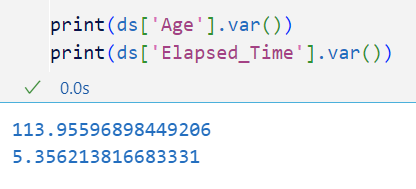 print(ds['Age'].var())
print(ds['Elapsed_Time'].var())
0.0s
113.95596898449206
5.356213816683331